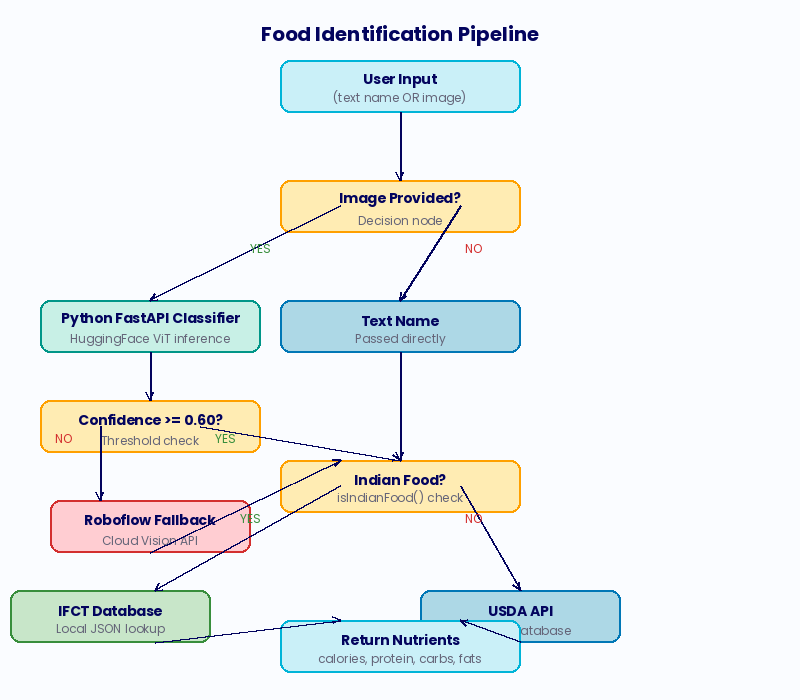 Food Identification Pipeline
User Input
(text name OR image)
Image Provided?
Decision node
YES
NO
Python FastAPI Classifier
HuggingFace ViT inference
Text Name
Passed directly
Confidence >= 0.60?
NO
Threshold check
YES
Indian Food?
isIndianFood() check
Roboflow Fallback
Cloud Vision API
YES
NO
IFCT Database
Local JSON lookup
USDA API
Return Nutrients
calories, protein, carbs, fats